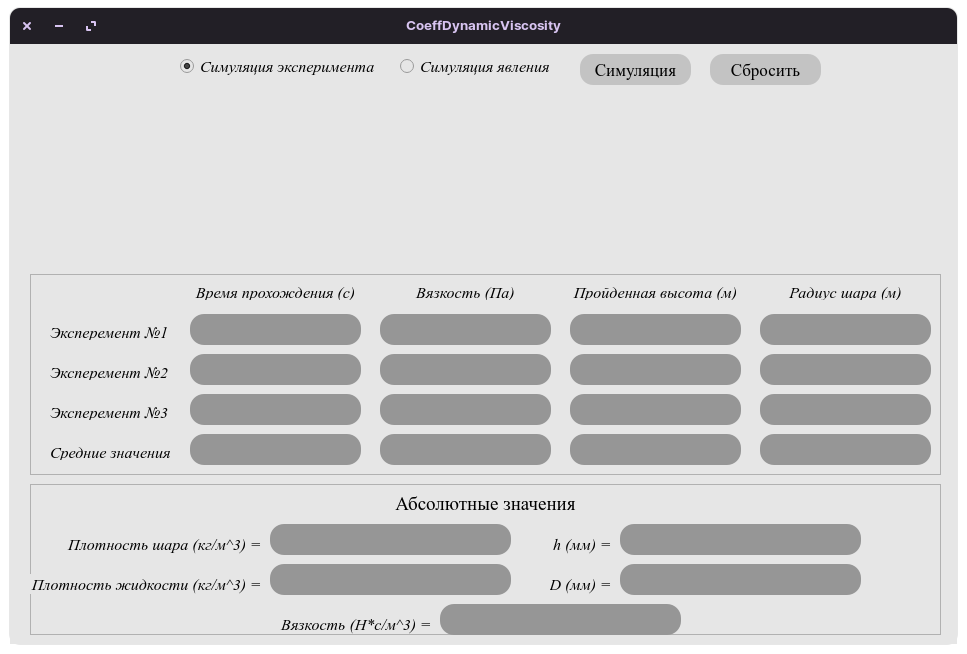 CoeffDynamicViscosity
Симуляция эксперимента Симуляция явления Симуляция Сбросить
Время прохождения (с) Вязкость (Па) Пройденная высота (м) Радиус шара (м)
Эксперемент №1
Эксперемент №2
Эксперемент №3
Средние значения
Абсолютные значения
Плотность шара (кг/м^3) = h (мм) =
Плотность жидкости (кг/м^3) = D (мм) =
Вязкость (Н*с/м^3) =